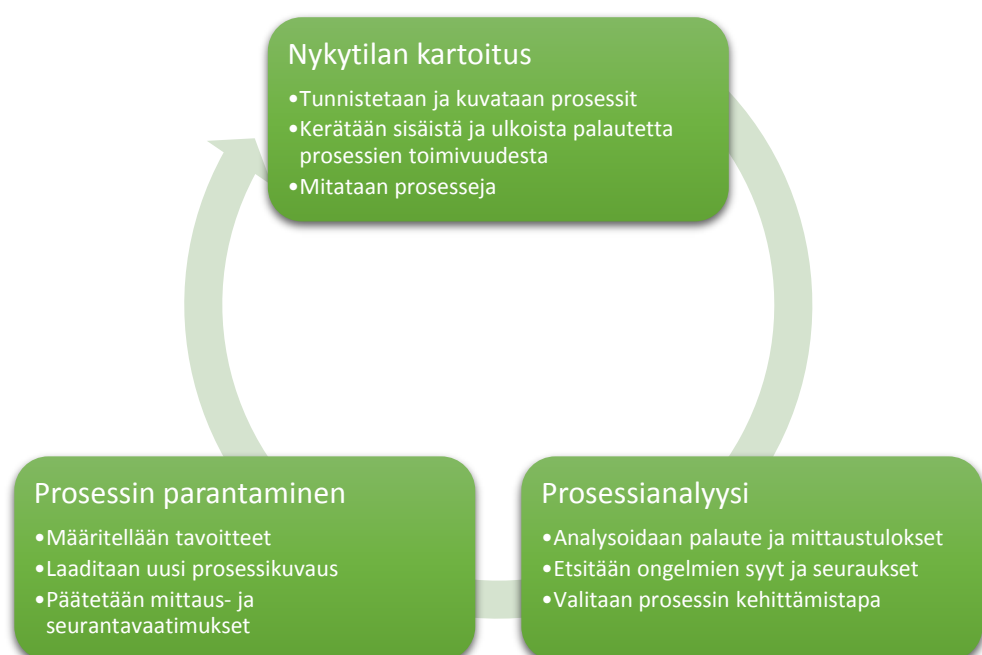 Nykytilan kartoitus
•Tunnistetaan ja kuvataan prosessit
•Kerätään sisäistä ja ulkoista palautetta
prosessien toimivuudesta
•Mitataan prosesseja
Prosessin parantaminen
•Määritellään tavoitteet
•Laaditaan uusi prosessikuvaus
•Päätetään mittaus- ja
seurantavaatimukset
Prosessianalyysi
•Analysoidaan palaute ja mittaustulokset
•Etsitään ongelmien syyt ja seuraukset
•Valitaan prosessin kehittämistapa